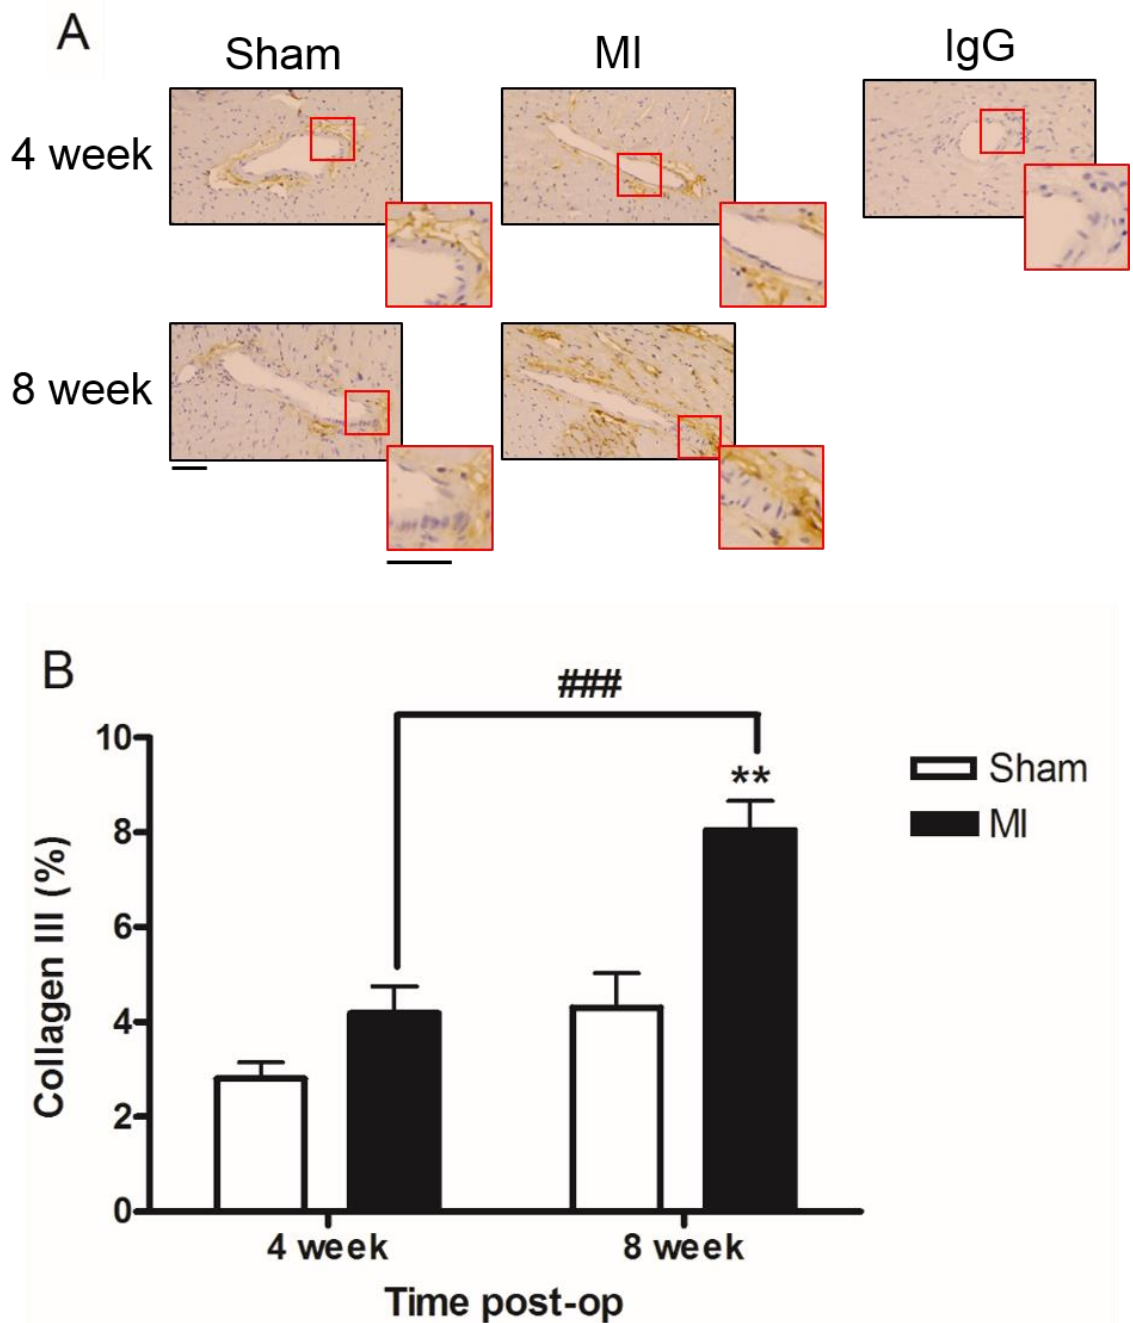 A
Sham
MI
IgG
4 week
8 week
B
###
**
10
8
6
4
2
0
Collagen III (%)
Sham
MI
4 week
8 week
Time post-op